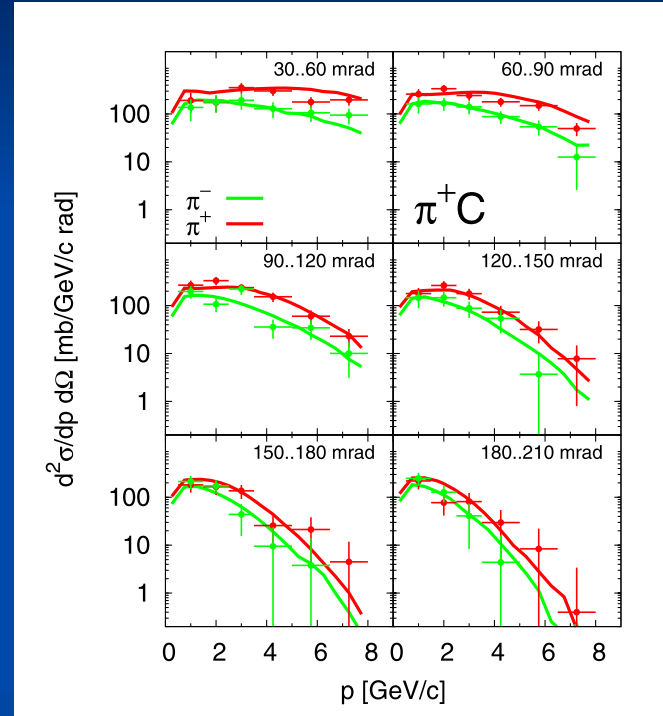 30..60 mrad
60..90 mrad
100
10
1
π⁻
π⁺
π⁺C
90..120 mrad
120..150 mrad
100
10
1
150..180 mrad
180..210 mrad
100
10
1
0 2 4 6 8 0 2 4 6 8
p [GeV/c]
d²σ/dp dΩ [mb/GeV/c rad]